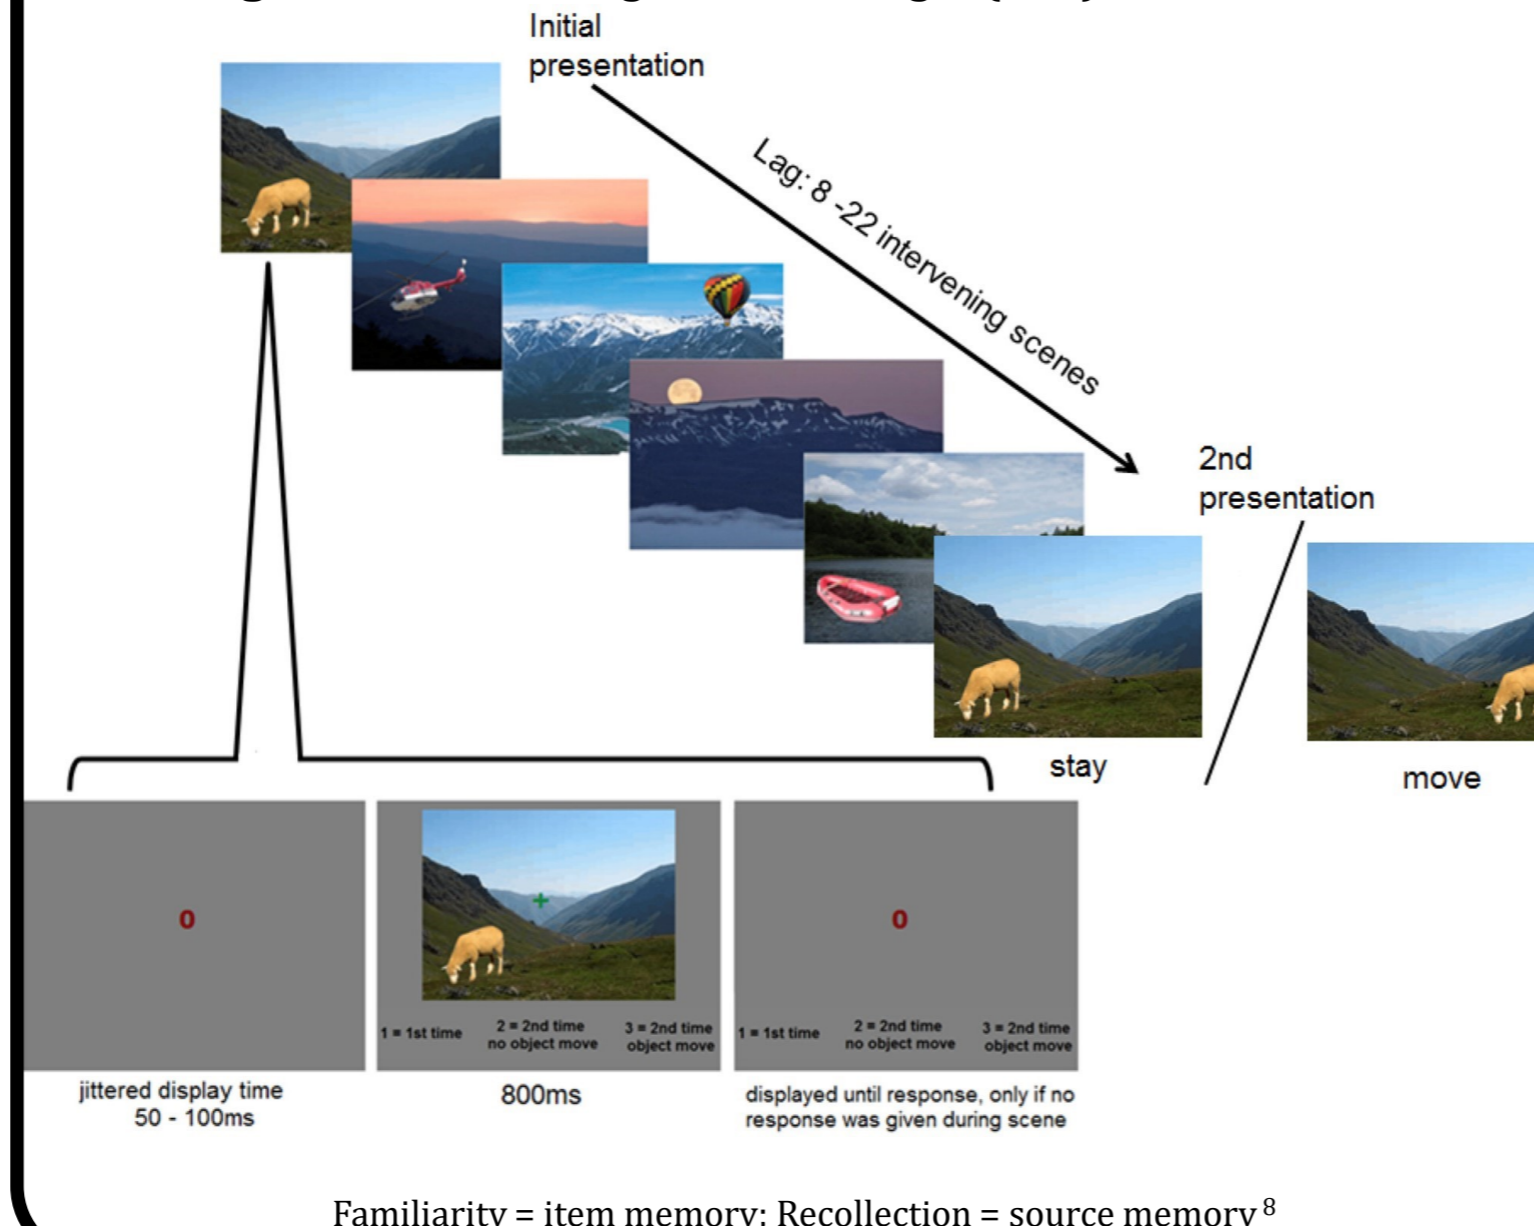 Initial
presentation
Lag: 8 -22 intervening scenes
2nd
presentation
stay
move
0
+
0
1 = 1st time
2 = 2nd time
no object move
3 = 2nd time
object move
1 = 1st time
2 = 2nd time
no object move
3 = 2nd time
object move
jittered display time
50 - 100ms
800ms
displayed until response, only if no
response was given during scene
Familiarity = item memory; Recollection = source memory 8